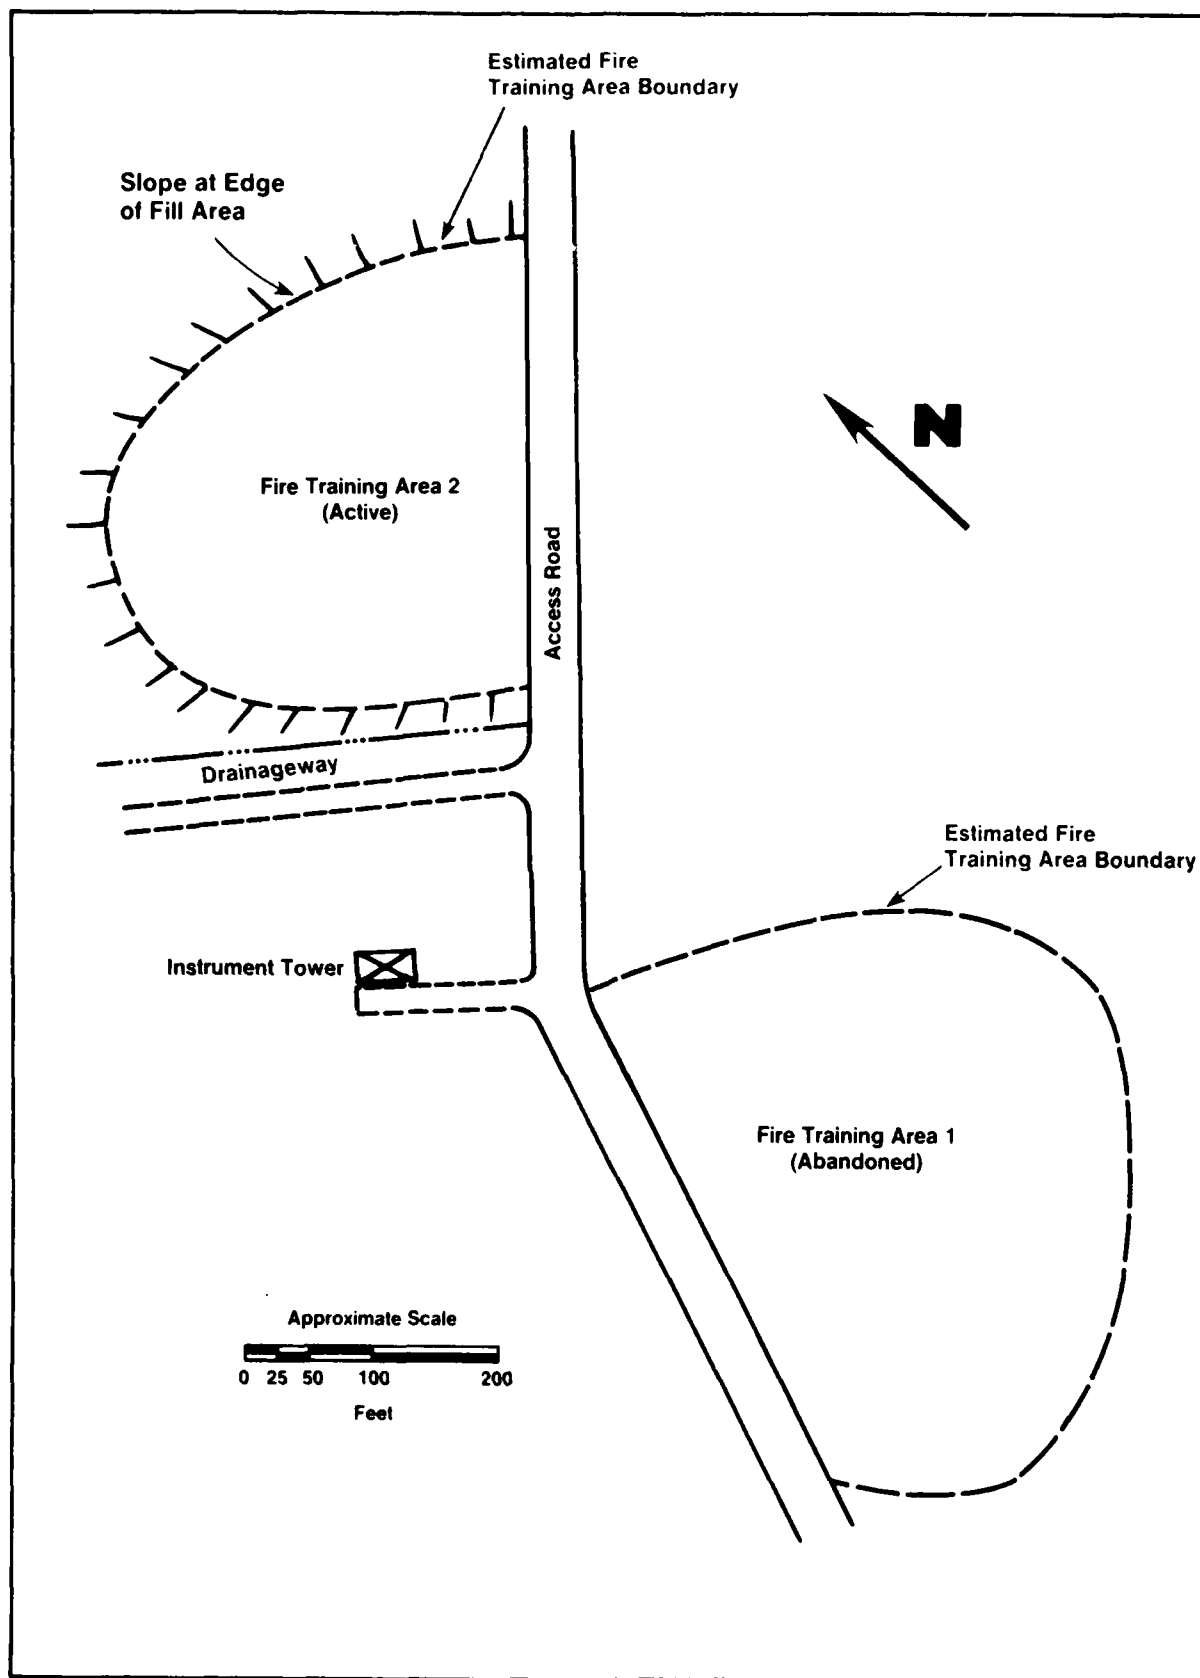 Estimated Fire
Training Area Boundary
Slope at Edge
of Fill Area
N
Fire Training Area 2
(Active)
Access Road
Drainageway
Estimated Fire
Training Area Boundary
Instrument Tower
Fire Training Area 1
(Abandoned)
Approximate Scale
0 25 50 100 200
Feet